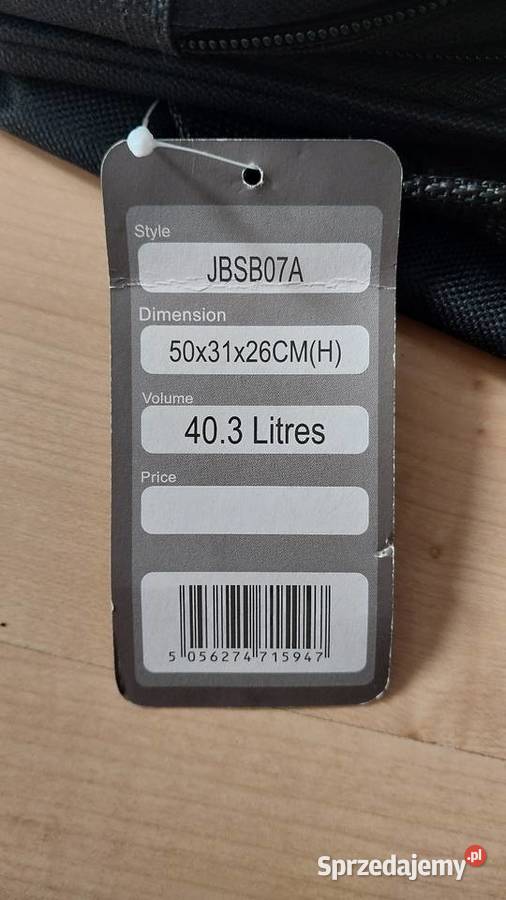 Style
JBSB07A
Dimension
50x31x26CM(H)
Volume
40.3 Litres
Price
5 056274 715947
Sprzedajemy.pl